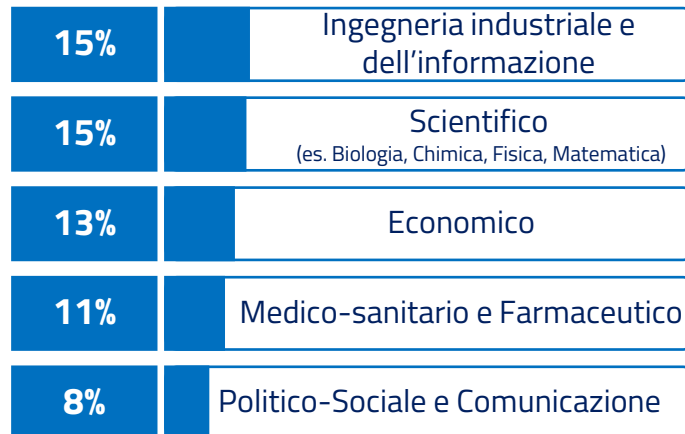 15%
Ingegneria industriale e
dell’informazione
15%
Scientifico
(es. Biologia, Chimica, Fisica, Matematica)
13%
Economico
11%
Medico-sanitario e Farmaceutico
8%
Politico-Sociale e Comunicazione